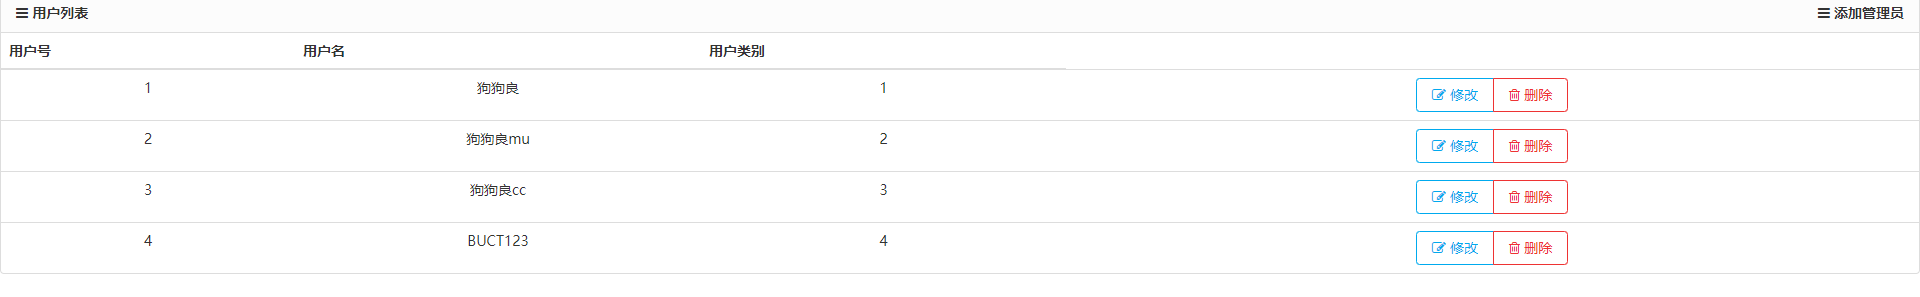 用户列表 添加管理员
用户号 用户名 用户类别
1 狗狗良 1 修改 删除
2 狗狗良mu 2 修改 删除
3 狗狗良cc 3 修改 删除
4 BUCT123 4 修改 删除